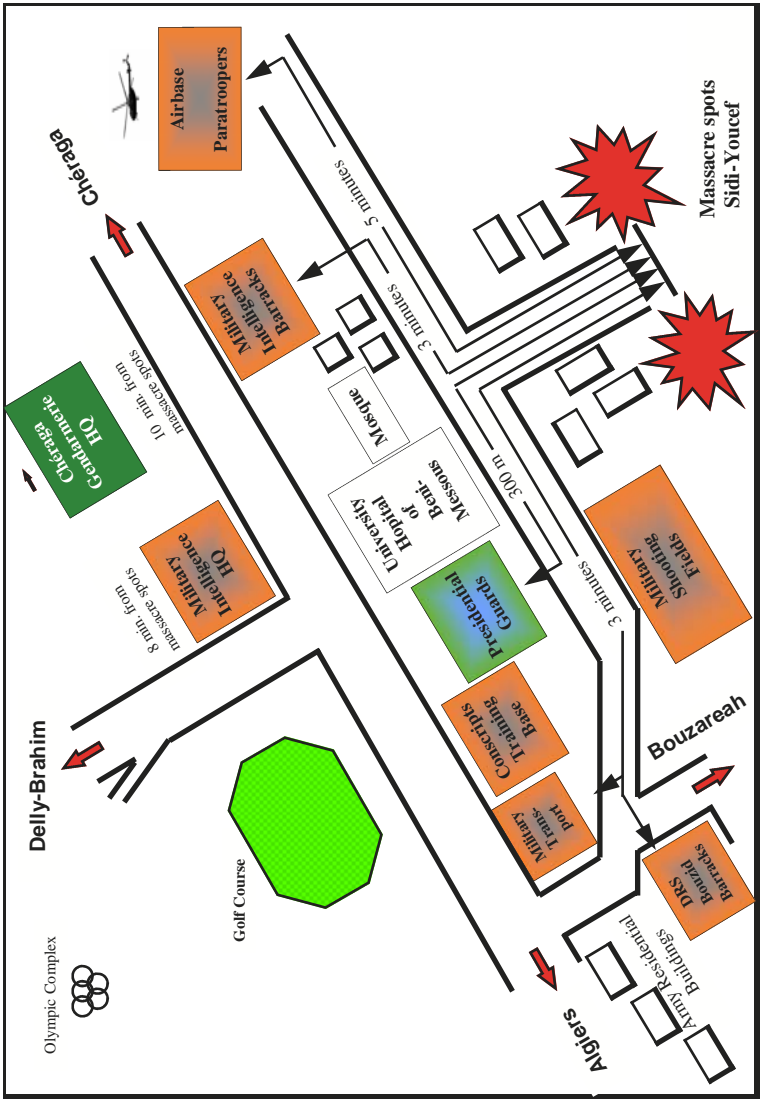 Airbase
Paratroopers
Massacre spots
Sidi-Youcef
Chéraga
5 minutes
Military
Intelligence
Barracks
3 minutes
10 min. from
massacre spots
Chéraga
Gendarmerie
HQ
Mosque
University
Hopital
of
Beni-
Messous
300 m
Military
Intelligence
HQ
8 min. from
massacre spots
Presidential
Guards
3 minutes
Military
Shooting
Fields
Conscripts
Training
Base
Military
Trans-
port
Bouzareah
Delly-Brahim
DRS
Bouzid
Barracks
Golf Course
Army Residential
Buildings
Olympic Complex
Algiers